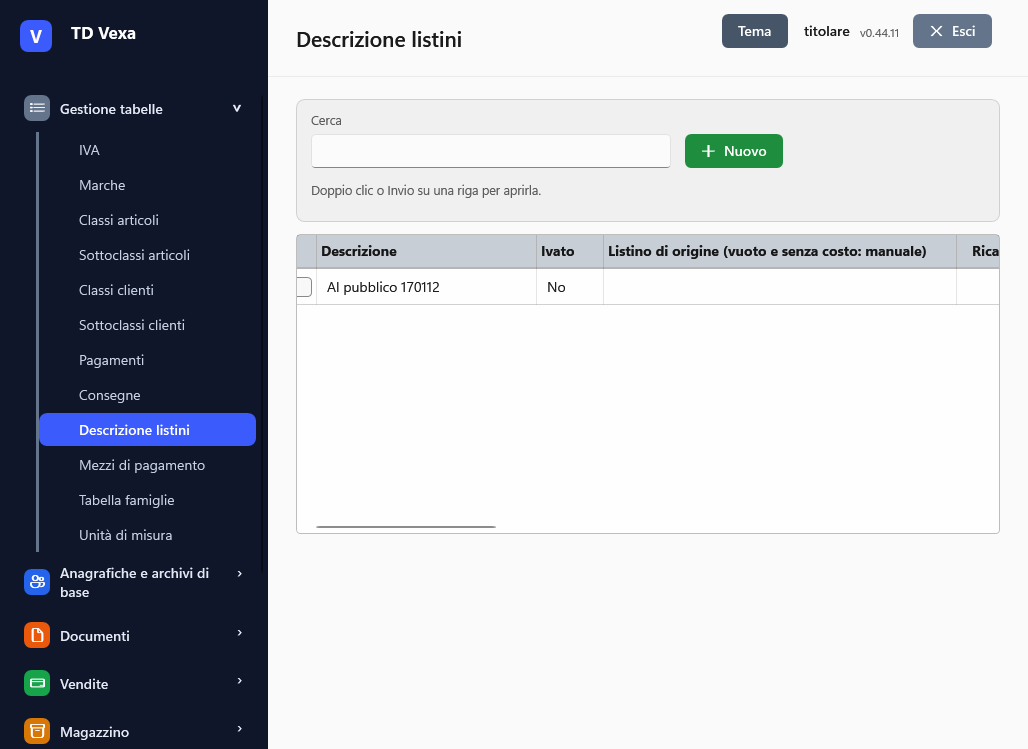 V
TD Vexa
Descrizione listini
Tema
titolare
v0.44.11
Esci
Gestione tabelle
IVA
Marche
Classi articoli
Sottoclassi articoli
Classi clienti
Sottoclassi clienti
Pagamenti
Consegne
Descrizione listini
Mezzi di pagamento
Tabella famiglie
Unità di misura
Anagrafiche e archivi di
base
Documenti
Vendite
Magazzino
Cerca
Nuovo
Doppio clic o Invio su una riga per aprirla.
Descrizione Ivato Listino di origine (vuoto e senza costo: manuale) Rica
Al pubblico 170112 No